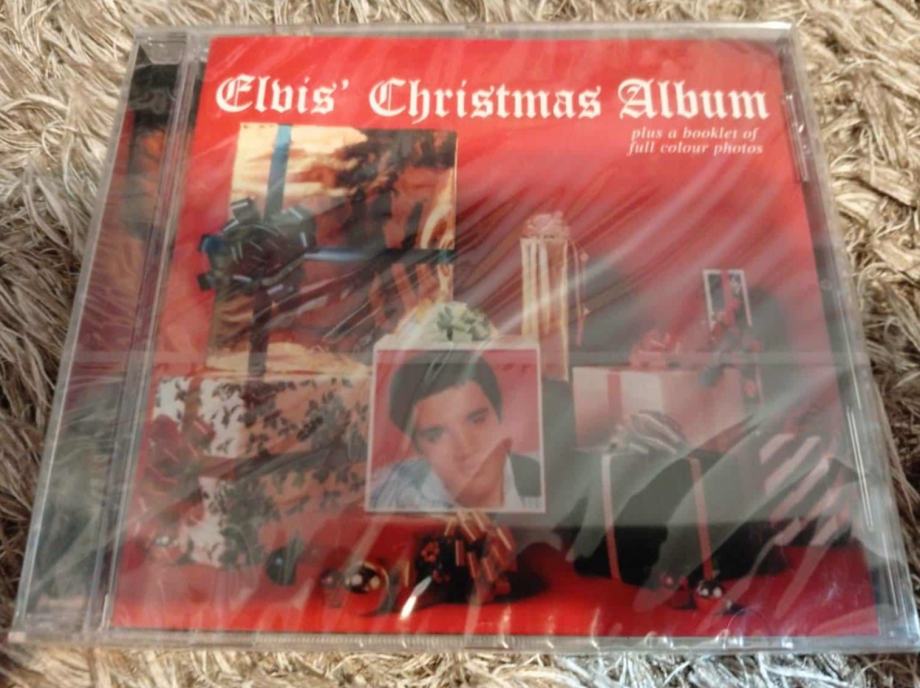 Elvis' Christmas Album
plus a booklet of
full colour photos